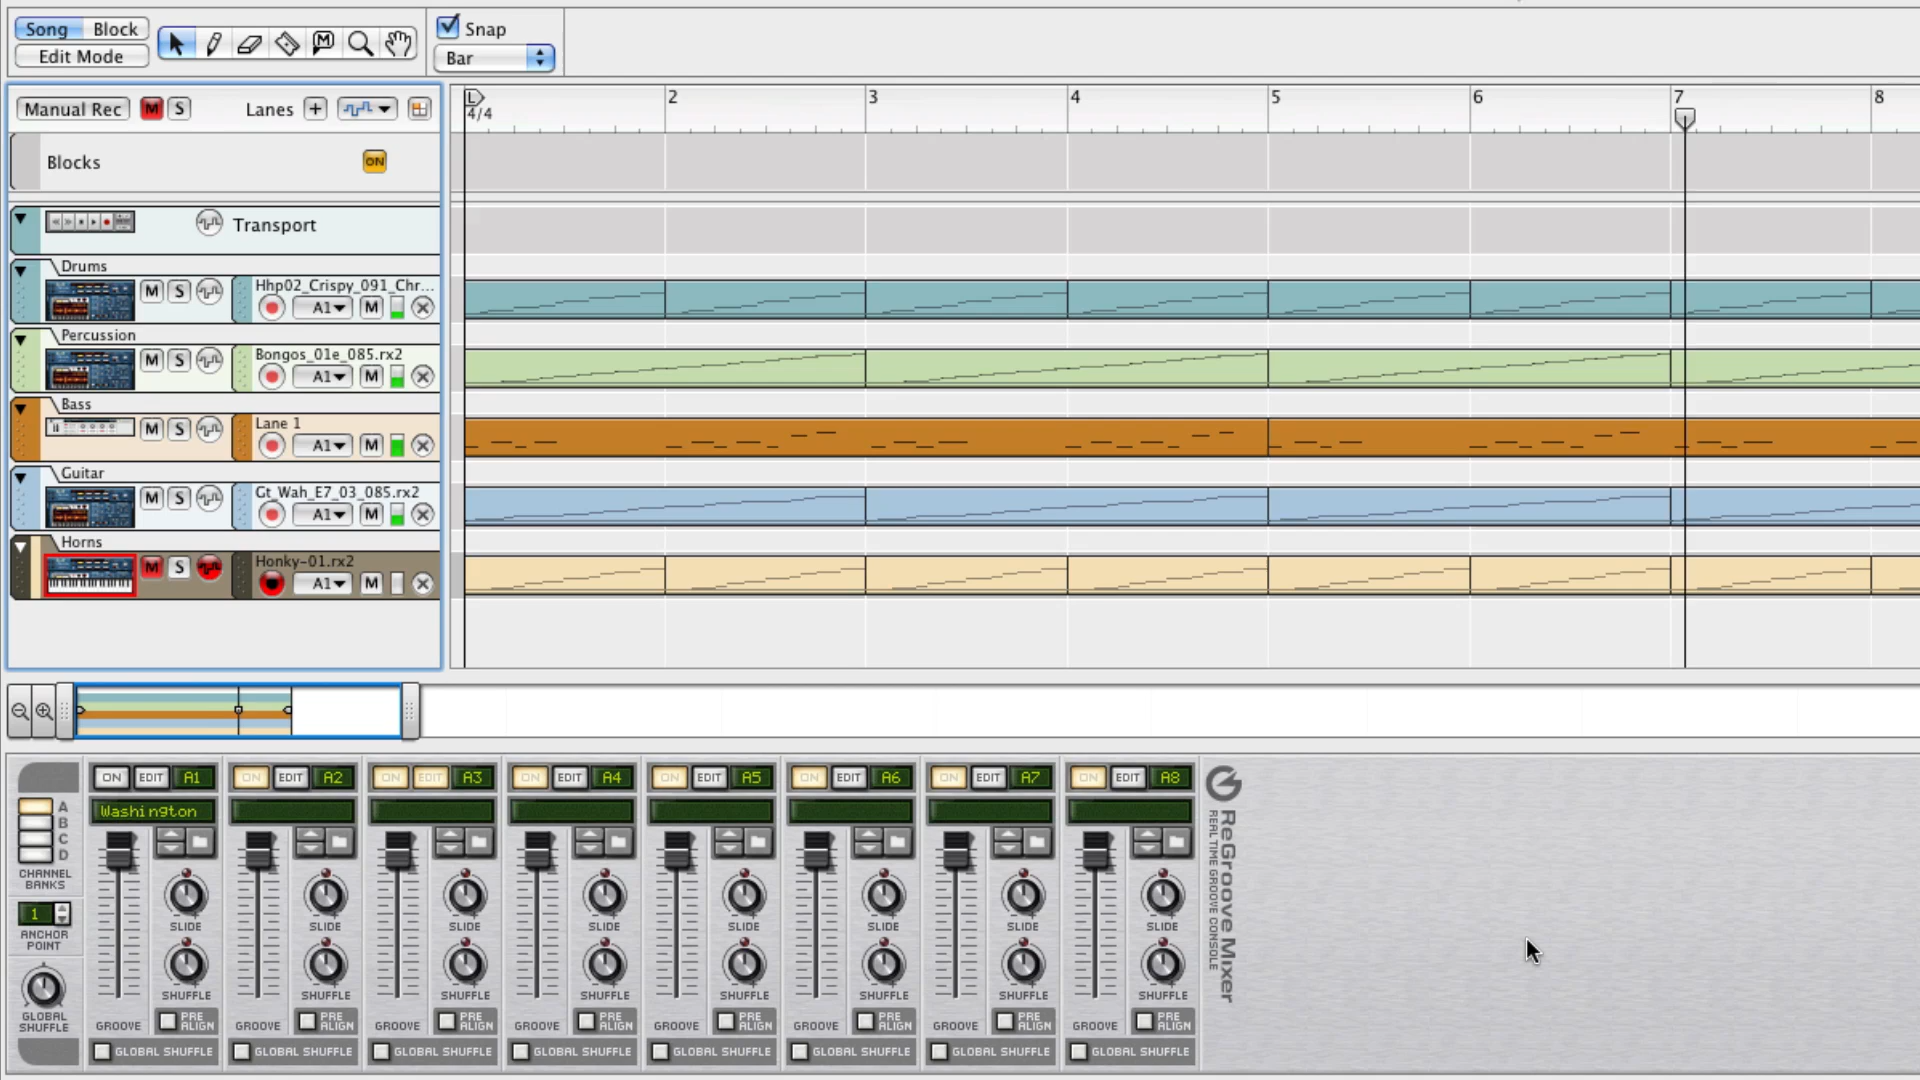 Song Block
Edit Mode
M
Snap
Bar
Manual Rec M S Lanes +
L 2 3 4 5 6 7 8
4/4
Blocks ON
Transport
Drums
M S Hhp02_Crispy_091_Chr...
A1 M
Percussion
M S Bongos_01e_085.rx2
A1 M
Bass
M S Lane 1
A1 M
Guitar
M S Gt_Wah_E7_03_085.rx2
A1 M
Horns
M S Honky-01.rx2
A1 M
ON EDIT A1 ON EDIT A2 ON EDIT A3 ON EDIT A4 ON EDIT A5 ON EDIT A6 ON EDIT A7 ON EDIT A8
Washington
A
B
C
D
CHANNEL
BANKS
1
ANCHOR
POINT
GLOBAL
SHUFFLE
SLIDE SLIDE SLIDE SLIDE SLIDE SLIDE SLIDE SLIDE
SHUFFLE SHUFFLE SHUFFLE SHUFFLE SHUFFLE SHUFFLE SHUFFLE SHUFFLE
GROOVE PRE ALIGN GROOVE PRE ALIGN GROOVE PRE ALIGN GROOVE PRE ALIGN GROOVE PRE ALIGN GROOVE PRE ALIGN GROOVE PRE ALIGN GROOVE PRE ALIGN
GLOBAL SHUFFLE GLOBAL SHUFFLE GLOBAL SHUFFLE GLOBAL SHUFFLE GLOBAL SHUFFLE GLOBAL SHUFFLE GLOBAL SHUFFLE GLOBAL SHUFFLE
ReGroove Mixer
REAL TIME GROOVE CONSOLE